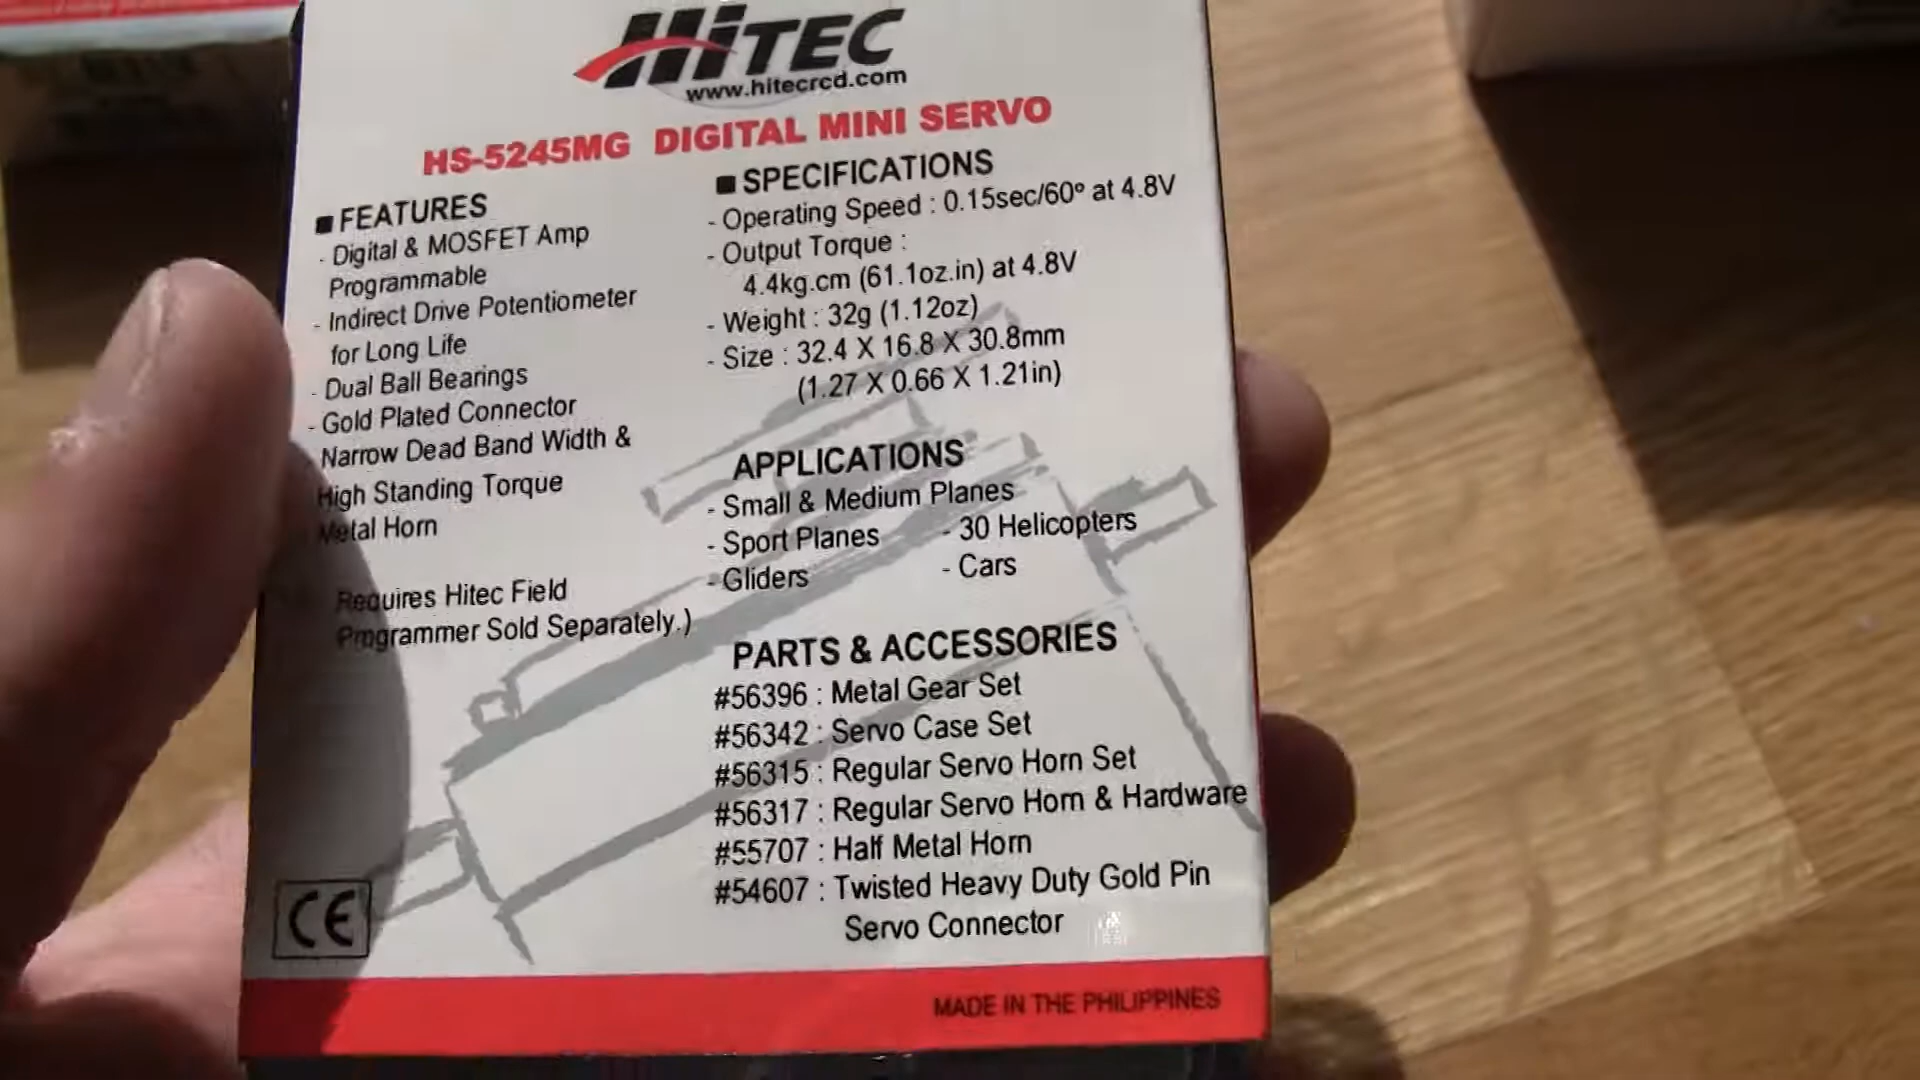 HiTEC
www.hitecrcd.com
HS-5245MG DIGITAL MINI SERVO
FEATURES
- Digital & MOSFET Amp
Programmable
- Indirect Drive Potentiometer
for Long Life
- Dual Ball Bearings
- Gold Plated Connector
Narrow Dead Band Width &
High Standing Torque
Metal Horn
Requires Hitec Field
Programmer Sold Separately.)
SPECIFICATIONS
- Operating Speed : 0.15sec/60º at 4.8V
- Output Torque :
4.4kg.cm (61.1oz.in) at 4.8V
- Weight : 32g (1.12oz)
- Size : 32.4 X 16.8 X 30.8mm
(1.27 X 0.66 X 1.21in)
APPLICATIONS
- Small & Medium Planes
- Sport Planes - 30 Helicopters
- Gliders - Cars
PARTS & ACCESSORIES
#56396 : Metal Gear Set
#56342 : Servo Case Set
#56315 : Regular Servo Horn Set
#56317 : Regular Servo Horn & Hardware
#55707 : Half Metal Horn
#54607 : Twisted Heavy Duty Gold Pin
Servo Connector
CE
MADE IN THE PHILIPPINES